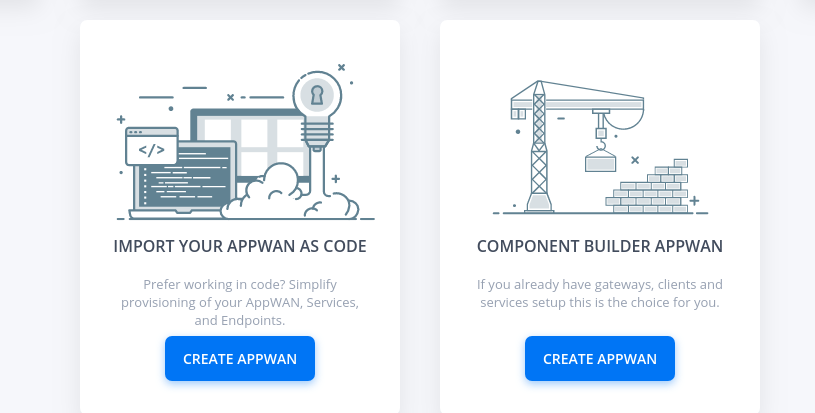 </>
IMPORT YOUR APPWAN AS CODE
Prefer working in code? Simplify
provisioning of your AppWAN, Services,
and Endpoints.
CREATE APPWAN
COMPONENT BUILDER APPWAN
If you already have gateways, clients and
services setup this is the choice for you.
CREATE APPWAN